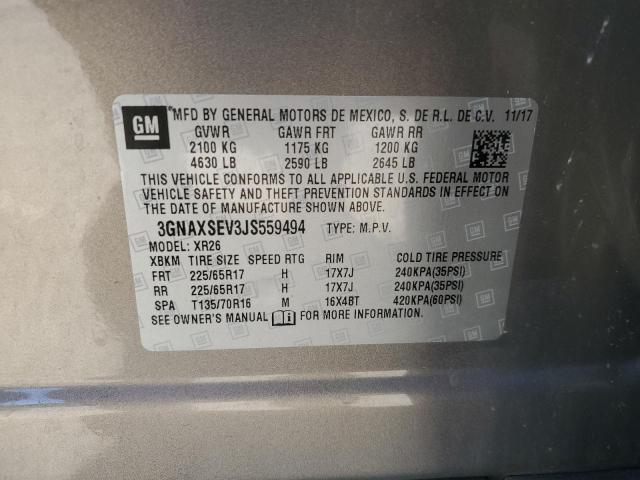 GM
*MFD BY GENERAL MOTORS DE MEXICO, S. DE R.L. DE C.V. 11/17
GVWR GAWR FRT GAWR RR
2100 KG 1175 KG 1200 KG
4630 LB 2590 LB 2645 LB
THIS VEHICLE CONFORMS TO ALL APPLICABLE U.S. FEDERAL MOTOR
VEHICLE SAFETY AND THEFT PREVENTION STANDARDS IN EFFECT ON
THE DATE OF MANUFACTURE SHOWN ABOVE.
3GNAXSEV3JS559494 TYPE: M.P.V.
MODEL: XR26
XBKM TIRE SIZE SPEED RTG RIM COLD TIRE PRESSURE
FRT 225/65R17 H 17X7J 240KPA(35PSI)
RR 225/65R17 H 17X7J 240KPA(35PSI)
SPA T135/70R16 M 16X4BT 420KPA(60PSI)
SEE OWNER'S MANUAL FOR MORE INFORMATION.